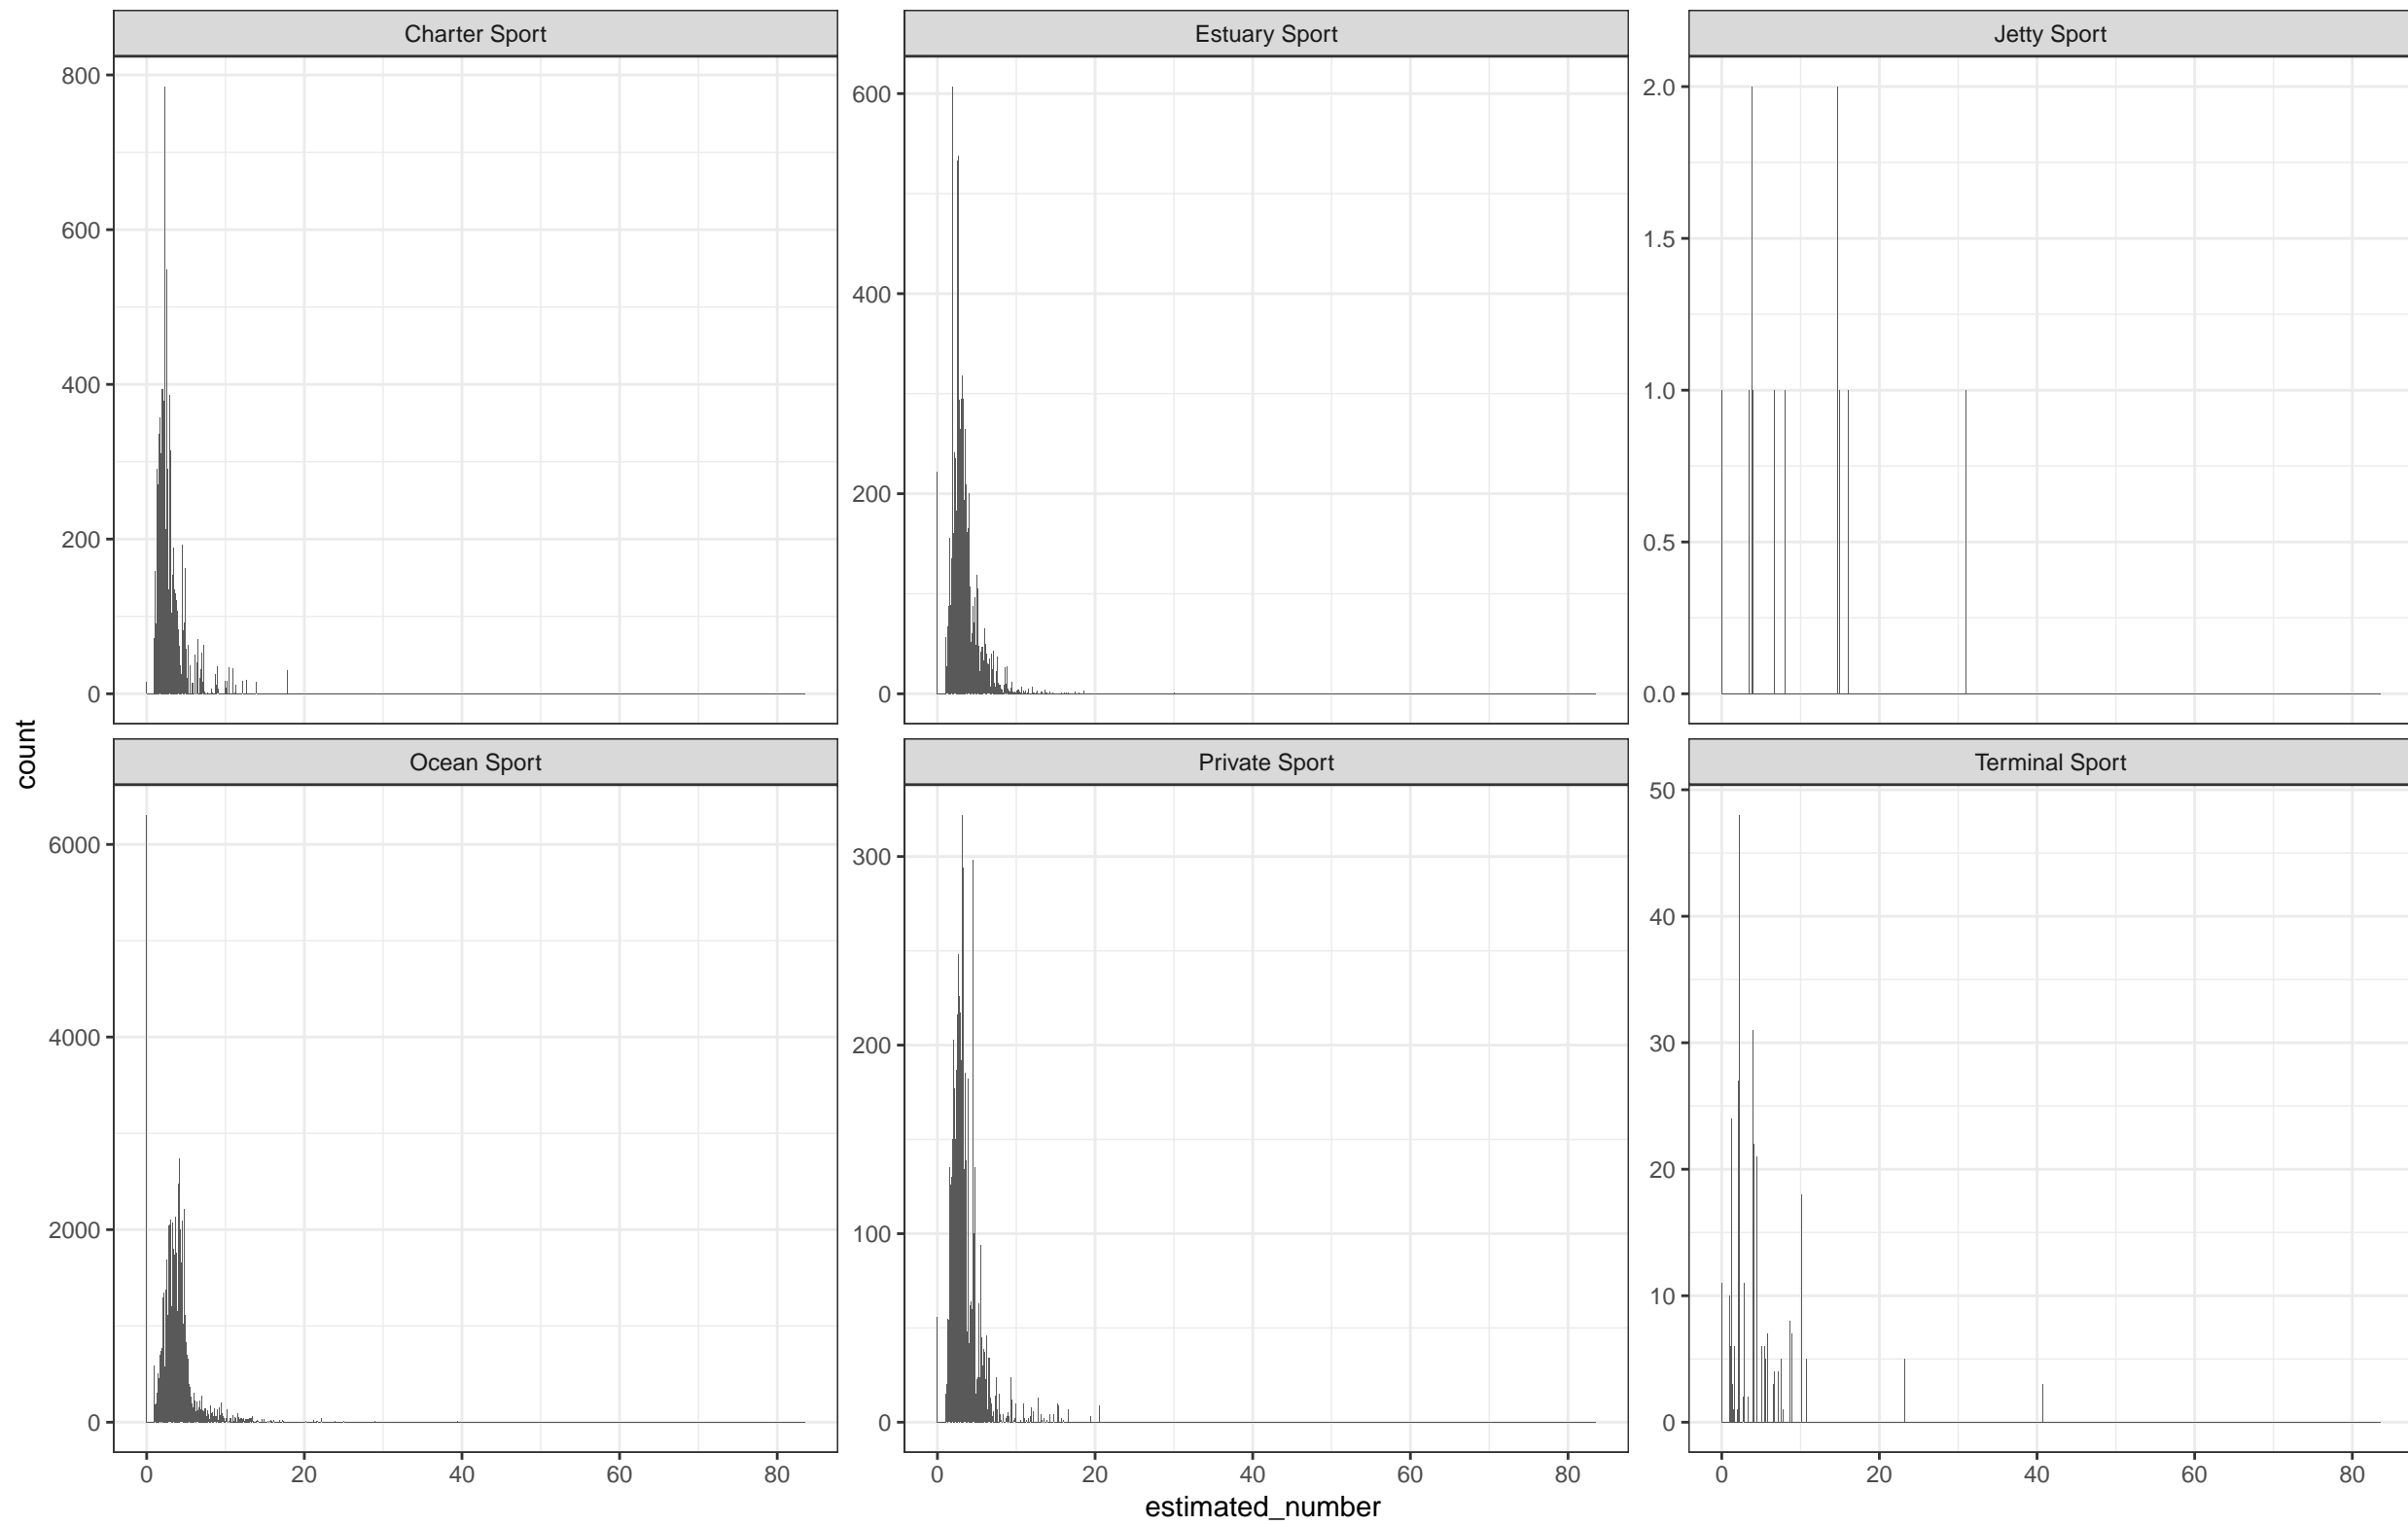 Charter Sport
Estuary Sport
Jetty Sport
800
600
400
200
0
600
400
200
0
2.0
1.5
1.0
0.5
0.0
count
Ocean Sport
Private Sport
Terminal Sport
6000
4000
2000
0
300
200
100
0
50
40
30
20
10
0
0 20 40 60 80
0 20 40 60 80
0 20 40 60 80
estimated_number